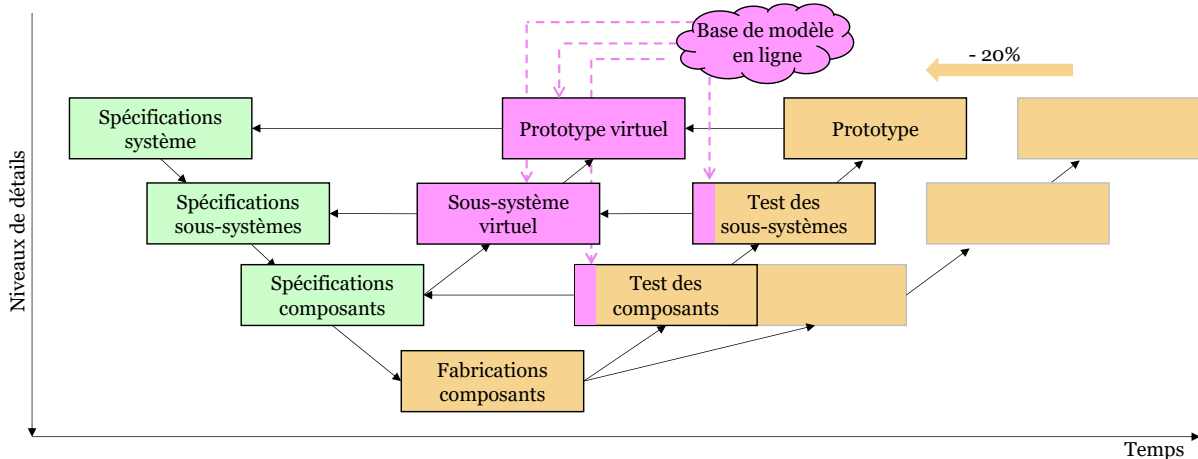 Base de modèle
en ligne
- 20%
Spécifications
système
Prototype virtuel
Prototype
Spécifications
sous-systèmes
Sous-système
virtuel
Test des
sous-systèmes
Spécifications
composants
Test des
composants
Fabrications
composants
Niveaux de détails
Temps